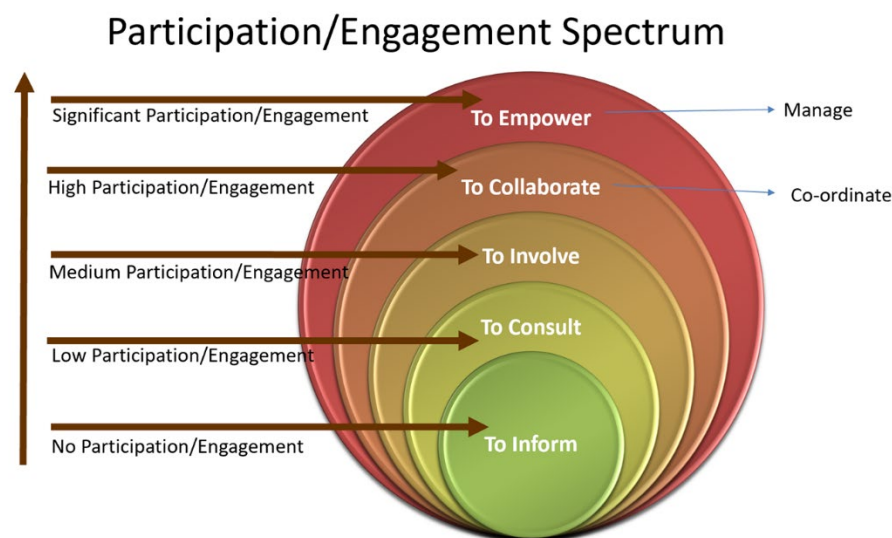 Participation/Engagement Spectrum
Significant Participation/Engagement
To Empower
Manage
High Participation/Engagement
To Collaborate
Co-ordinate
Medium Participation/Engagement
To Involve
Low Participation/Engagement
To Consult
No Participation/Engagement
To Inform